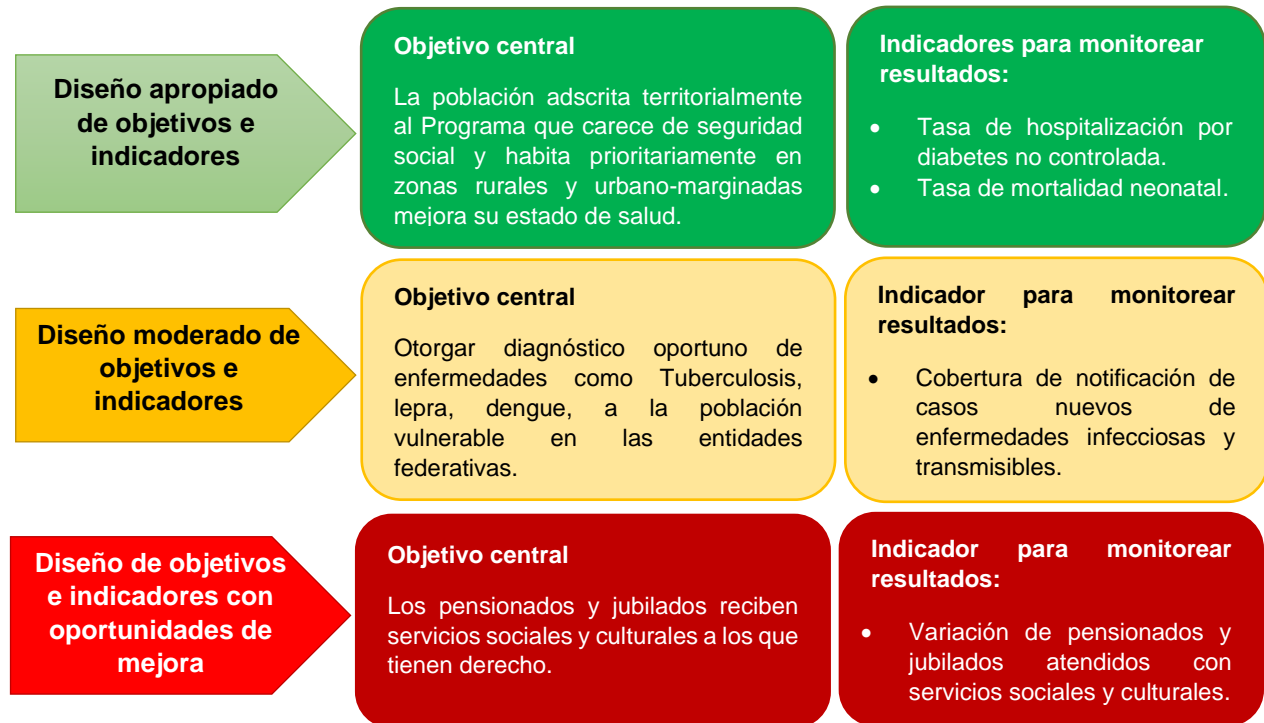 Diseño apropiado
de objetivos e
indicadores
Objetivo central
La población adscrita territorialmente
al Programa que carece de seguridad
social y habita prioritariamente en
zonas rurales y urbano-marginadas
mejora su estado de salud.
Indicadores para monitorear
resultados:
• Tasa de hospitalización por
diabetes no controlada.
• Tasa de mortalidad neonatal.
Diseño moderado de
objetivos e
indicadores
Objetivo central
Otorgar diagnóstico oportuno de
enfermedades como Tuberculosis,
lepra, dengue, a la población
vulnerable en las entidades
federativas.
Indicador para monitorear
resultados:
• Cobertura de notificación de
casos nuevos de
enfermedades infecciosas y
transmisibles.
Diseño de objetivos
e indicadores con
oportunidades de
mejora
Objetivo central
Los pensionados y jubilados reciben
servicios sociales y culturales a los que
tienen derecho.
Indicador para monitorear
resultados:
• Variación de pensionados y
jubilados atendidos con
servicios sociales y culturales.